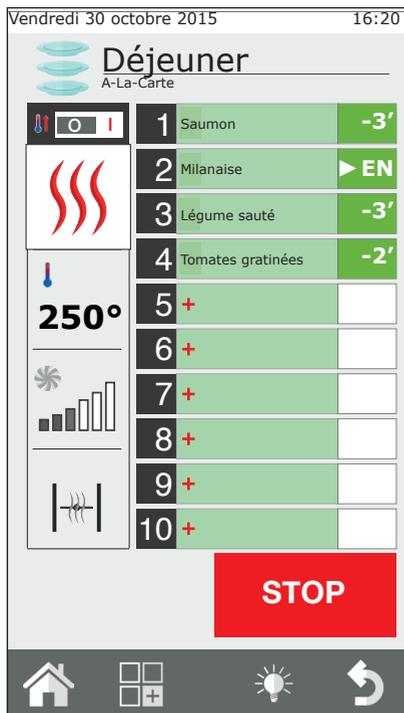 Vendredi 30 octobre 2015 16:20
Déjeuner
A-La-Carte
O I
1 Saumon -3’
2 Milanaise ▶ EN
3 Légume sauté -3’
4 Tomates gratinées -2’
250°
5 +
6 +
7 +
8 +
9 +
10 +
STOP